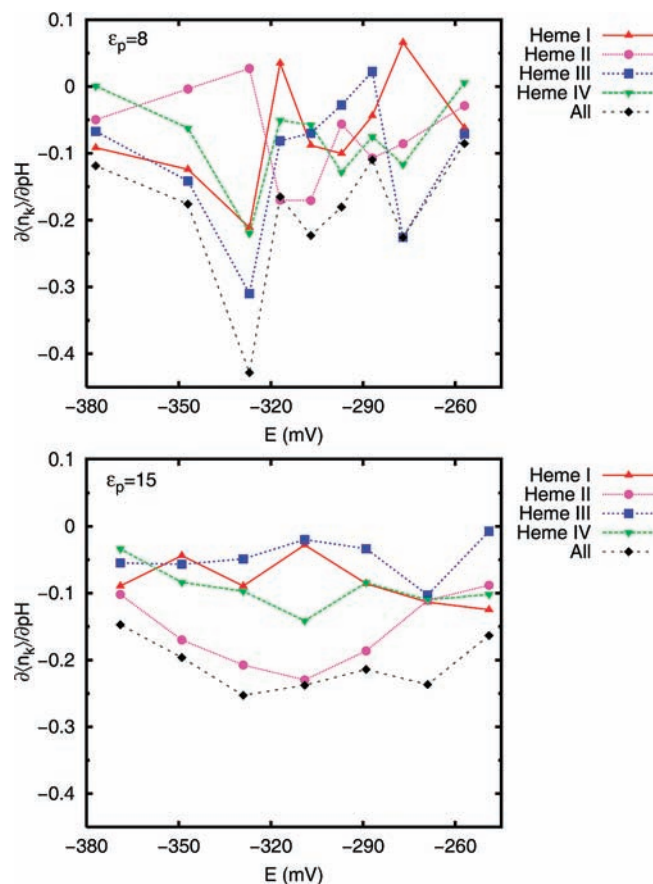 εp=8
Heme I
Heme II
Heme III
Heme IV
All
0.1
0
−0.1
−0.2
−0.3
−0.4
∂⟨nk⟩/∂pH
−380
−350
−320
−290
−260
E (mV)
εp=15
Heme I
Heme II
Heme III
Heme IV
All
0.1
0
−0.1
−0.2
−0.3
−0.4
∂⟨nk⟩/∂pH
−380
−350
−320
−290
−260
E (mV)